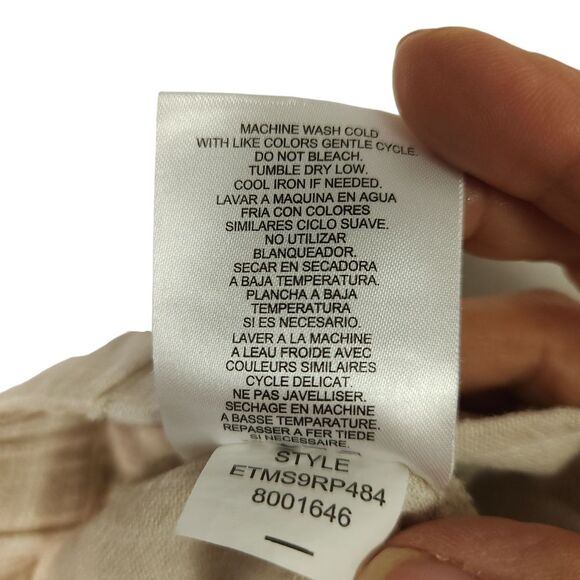 MACHINE WASH COLD
WITH LIKE COLORS GENTLE CYCLE.
DO NOT BLEACH.
TUMBLE DRY LOW.
COOL IRON IF NEEDED.
LAVAR A MAQUINA EN AGUA
FRIA CON COLORES
SIMILARES CICLO SUAVE.
NO UTILIZAR
BLANQUEADOR.
SECAR EN SECADORA
A BAJA TEMPERATURA.
PLANCHA A BAJA
TEMPERATURA
SI ES NECESARIO.
LAVER A LA MACHINE
A LEAU FROIDE AVEC
COULEURS SIMILAIRES
CYCLE DELICAT.
NE PAS JAVELLISER.
SECHAGE EN MACHINE
A BASSE TEMPARATURE.
REPASSER A FER TIEDE
SI NECESSAIRE.
STYLE
ETMS9RP484
8001646